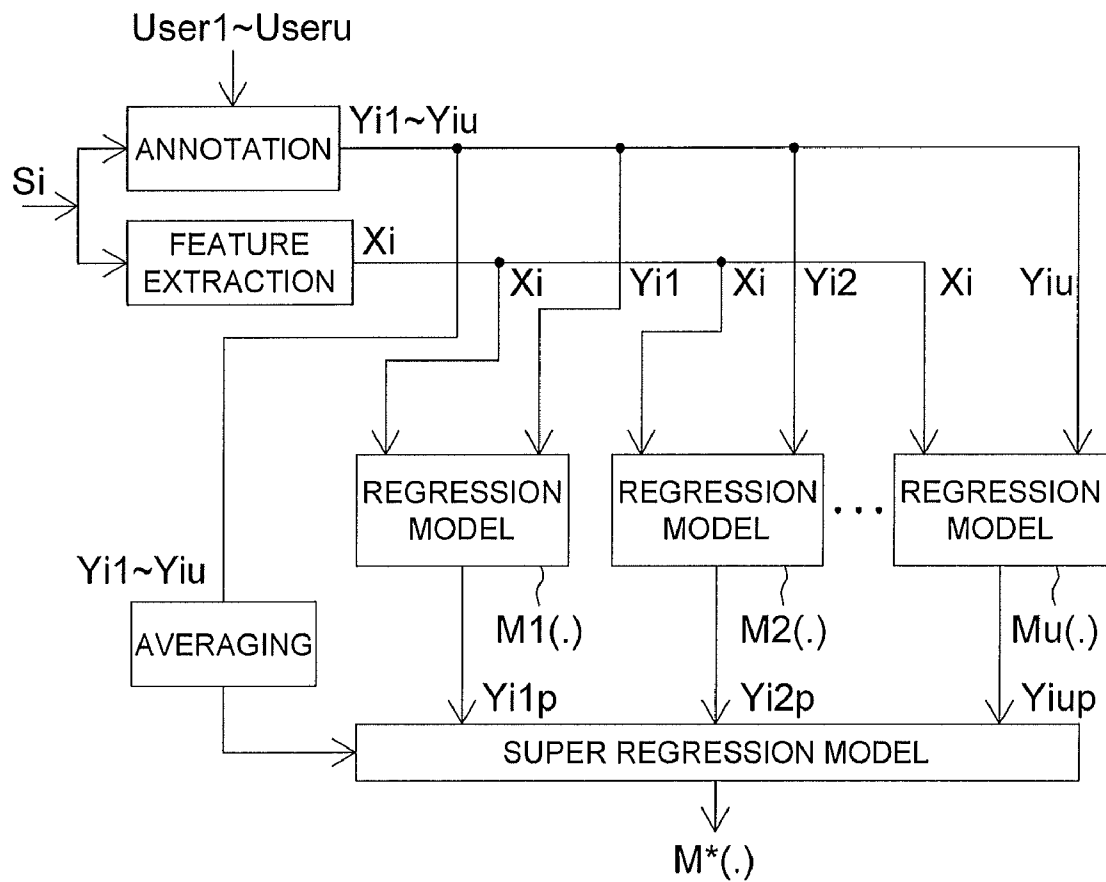 User1~Useru
Yi1~Yiu
ANNOTATION
Si
FEATURE
EXTRACTION
Xi
Xi
Yi1
Xi
Yi2
Xi
Yiu
REGRESSION
MODEL
REGRESSION
MODEL
...
REGRESSION
MODEL
Yi1~Yiu
M1(.)
M2(.)
Mu(.)
AVERAGING
Yi1p
Yi2p
Yiup
SUPER REGRESSION MODEL
M*(.)